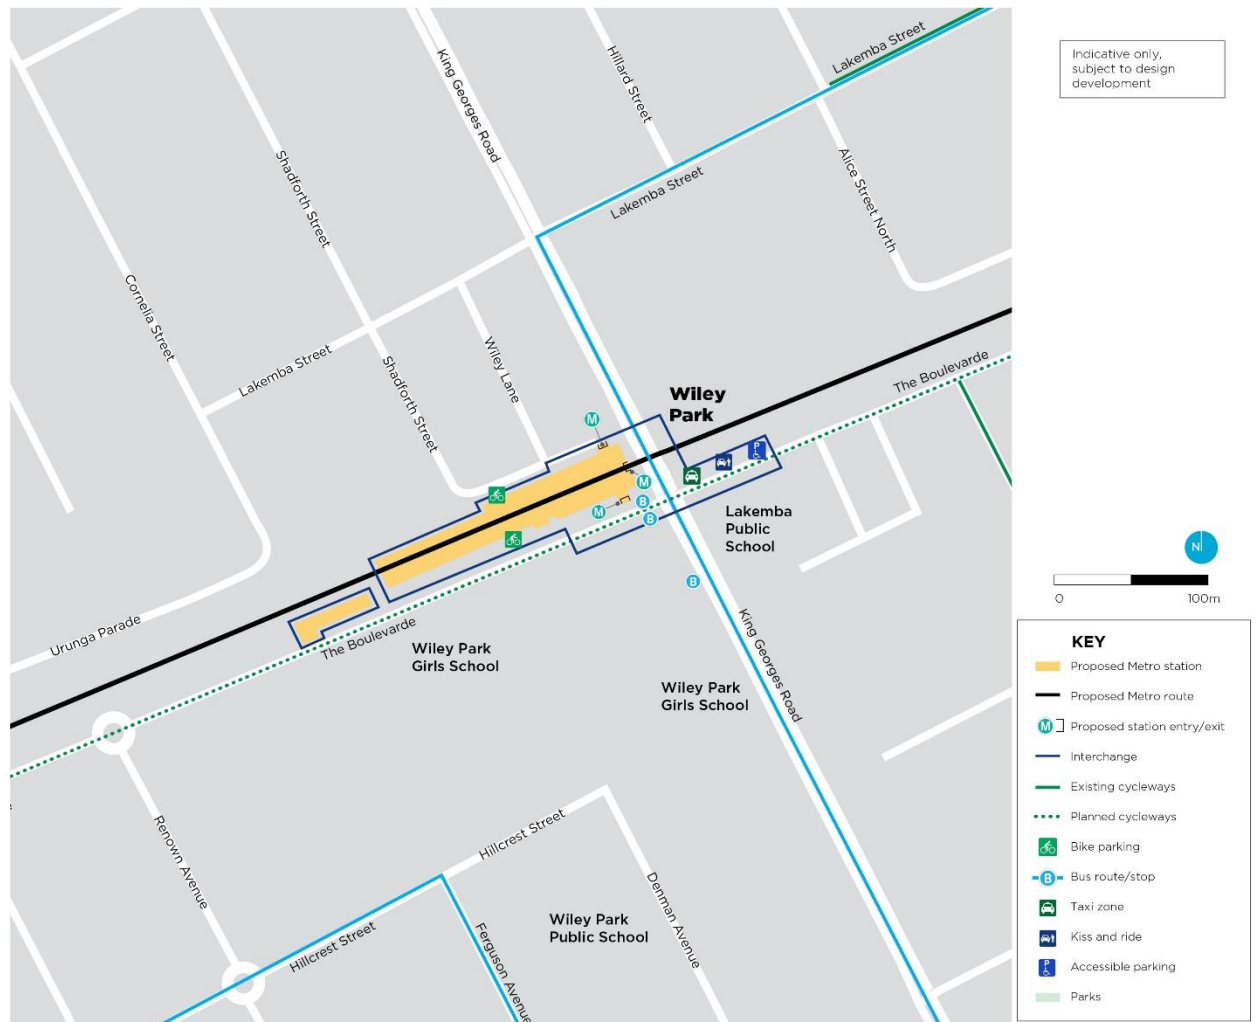 Lakemba Street
Indicative only,
subject to design
development
King Georges Road
Hillard Street
Shadforth Street
Lakemba Street
Alice Street North
Cornelia Street
Lakemba Street
Shadforth Street
Wiley Lane
Wiley
Park
The Boulevarde
M
M
B
M
B
P
Lakemba
Public
School
N
B
0
100m
Urunga Parade
The Boulevarde
Wiley Park
Girls School
Wiley Park
Girls School
King Georges Road
Renown Avenue
Hillcrest Street
Hillcrest Street
Denman Avenue
Wiley Park
Public School
Ferguson Avenue
KEY
Proposed Metro station
Proposed Metro route
M Proposed station entry/exit
Interchange
Existing cycleways
Planned cycleways
Bike parking
B Bus route/stop
Taxi zone
Kiss and ride
P Accessible parking
Parks